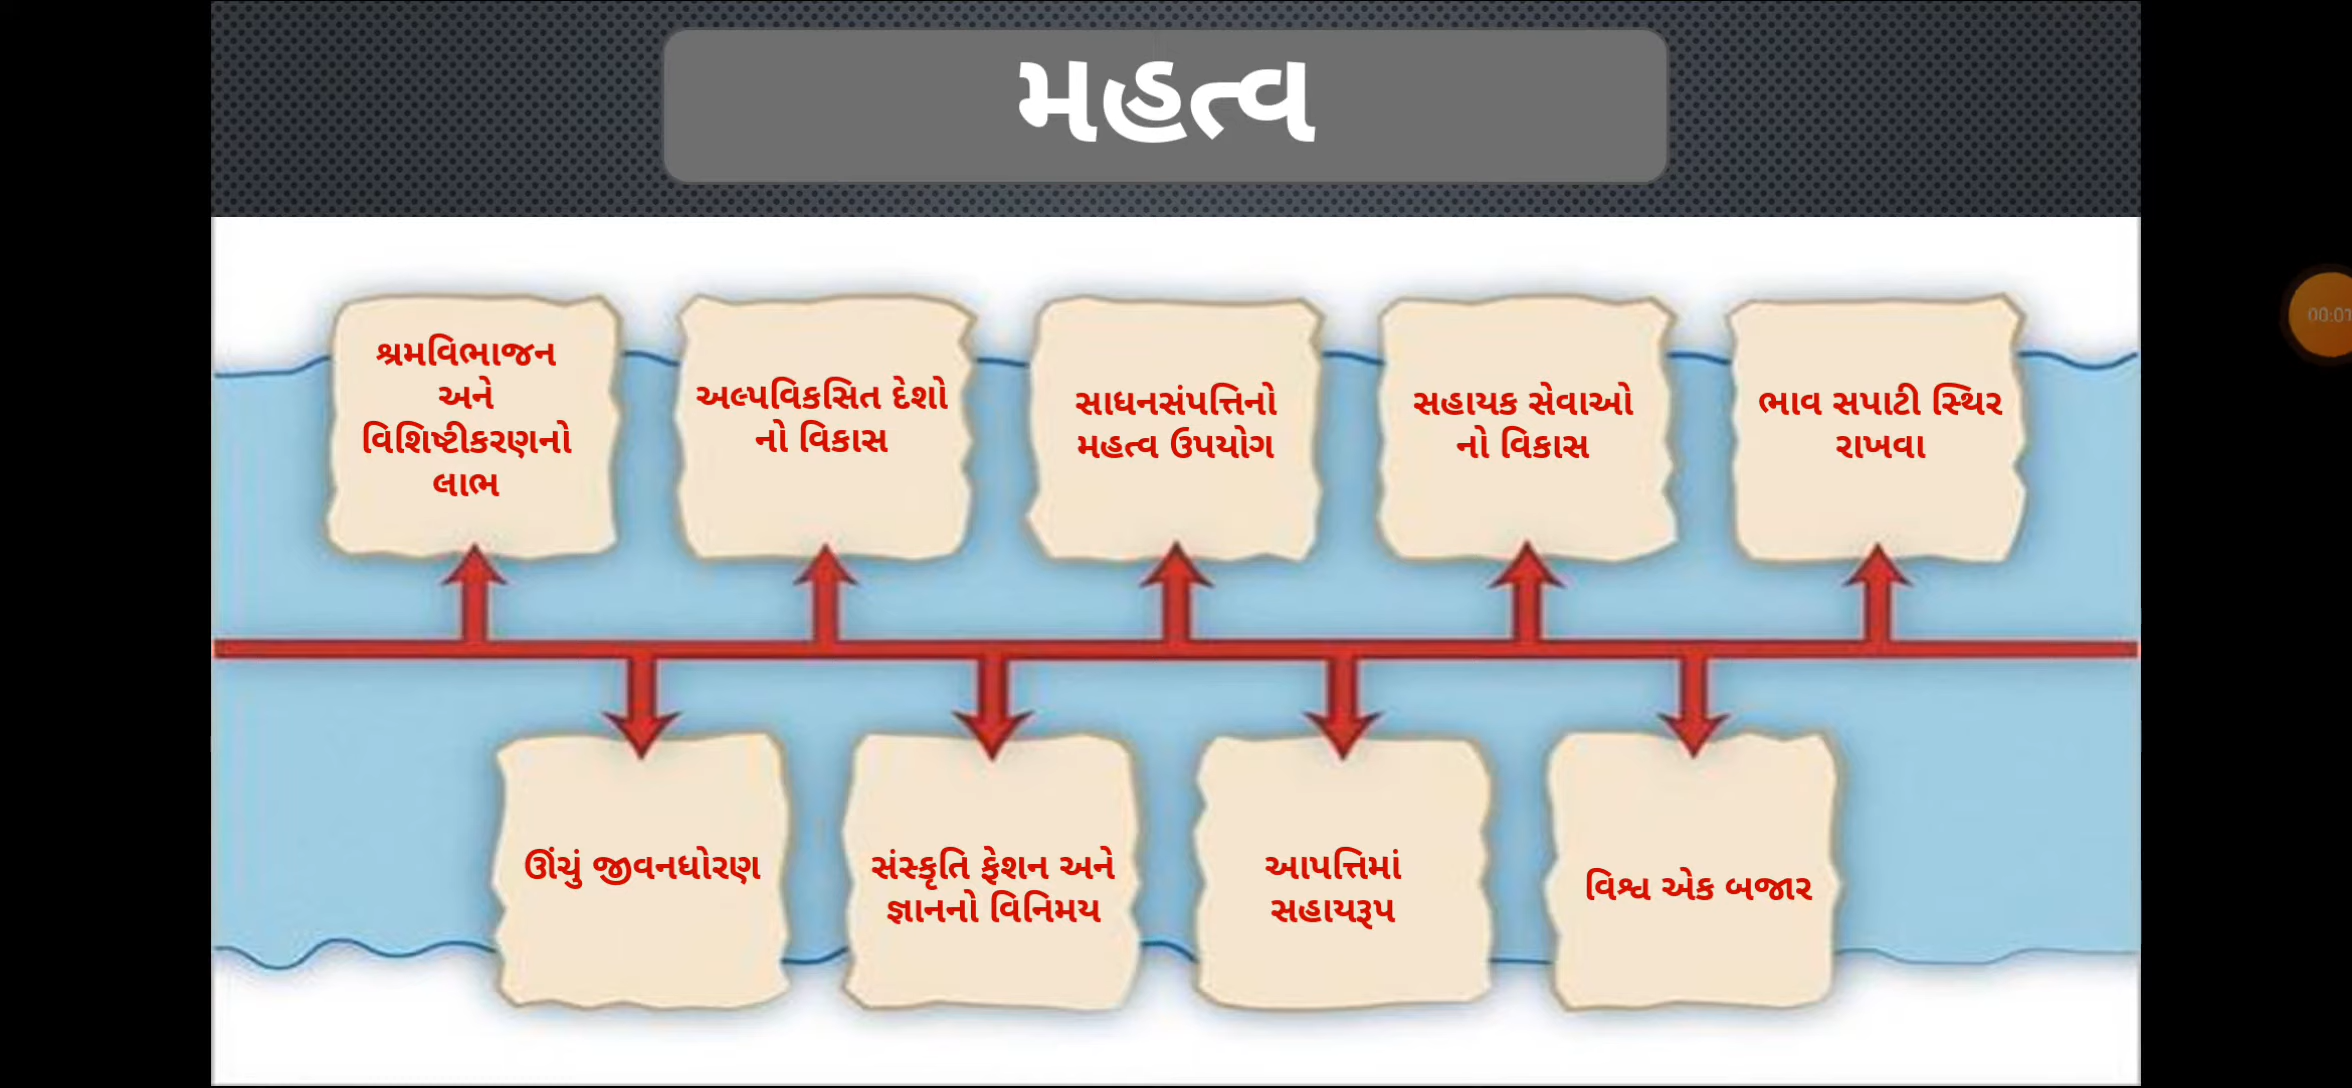 મહત્વ
શ્રમવિભાજન
અને
વિશિષ્ટીકરણનો
લાભ
અલ્પવિકસિત દેશો
નો વિકાસ
સાધનસંપત્તિનો
મહત્વ ઉપયોગ
સહાયક સેવાઓ
નો વિકાસ
ભાવ સપાટી સ્થિર
રાખવા
ઊંચું જીવનધોરણ
સંસ્કૃતિ ફેશન અને
જ્ઞાનનો વિનિમય
આપત્તિમાં
સહાયરૂપ
વિશ્વ એક બજાર